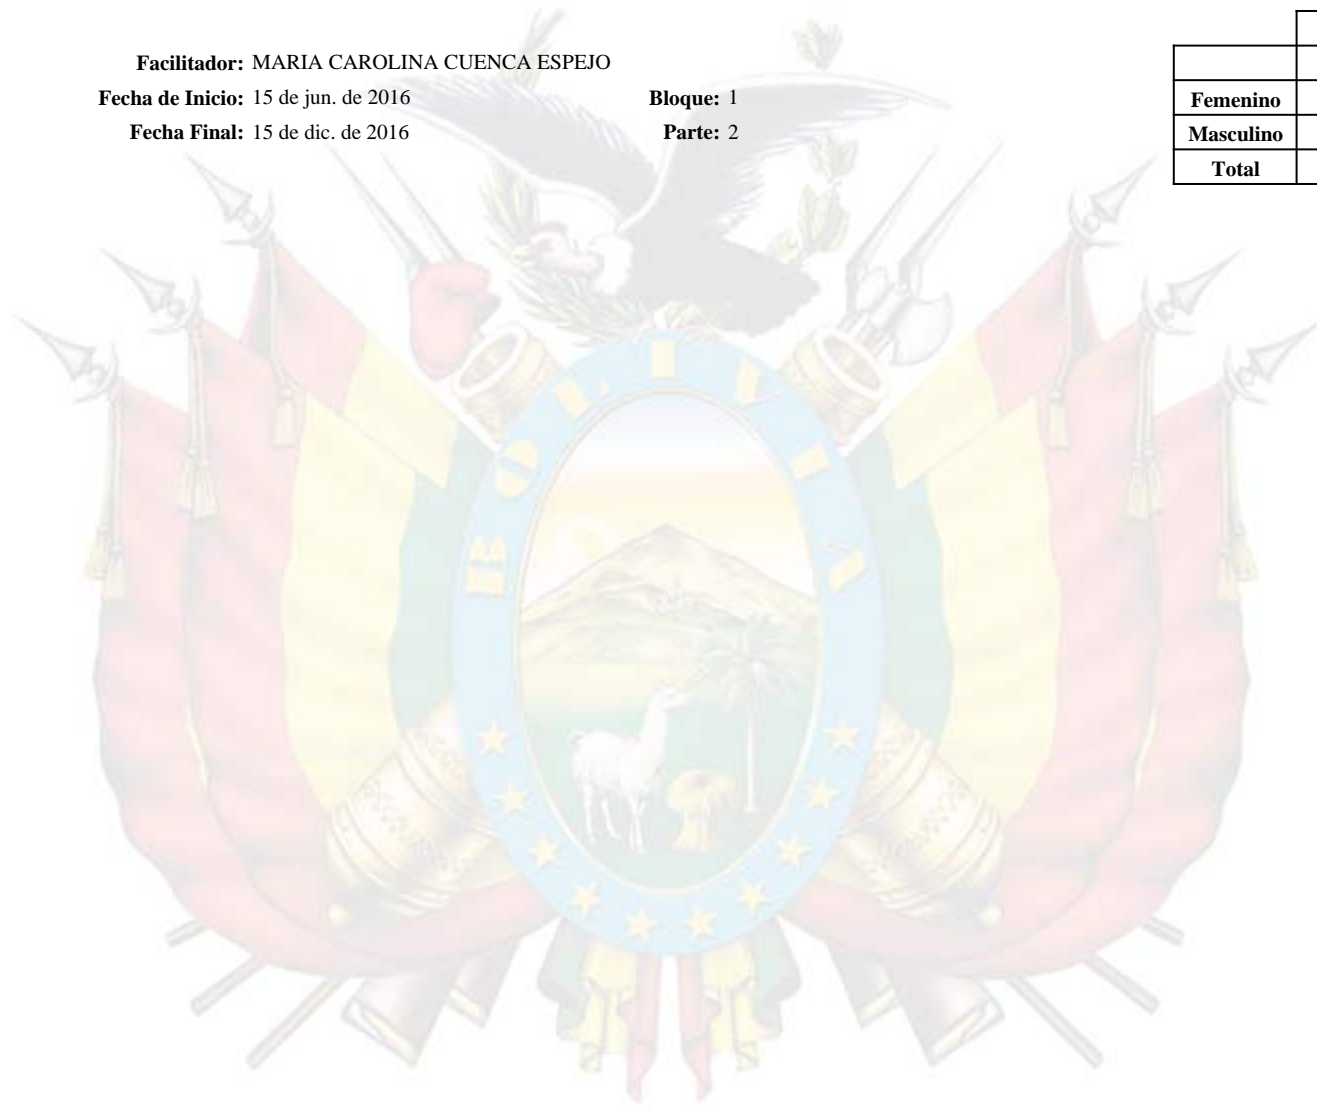 Facilitador: MARIA CAROLINA CUENCA ESPEJO
Fecha de Inicio: 15 de jun. de 2016 Bloque: 1
Fecha Final: 15 de dic. de 2016 Parte: 2
Femenino
Masculino
Total
BOLIVIA